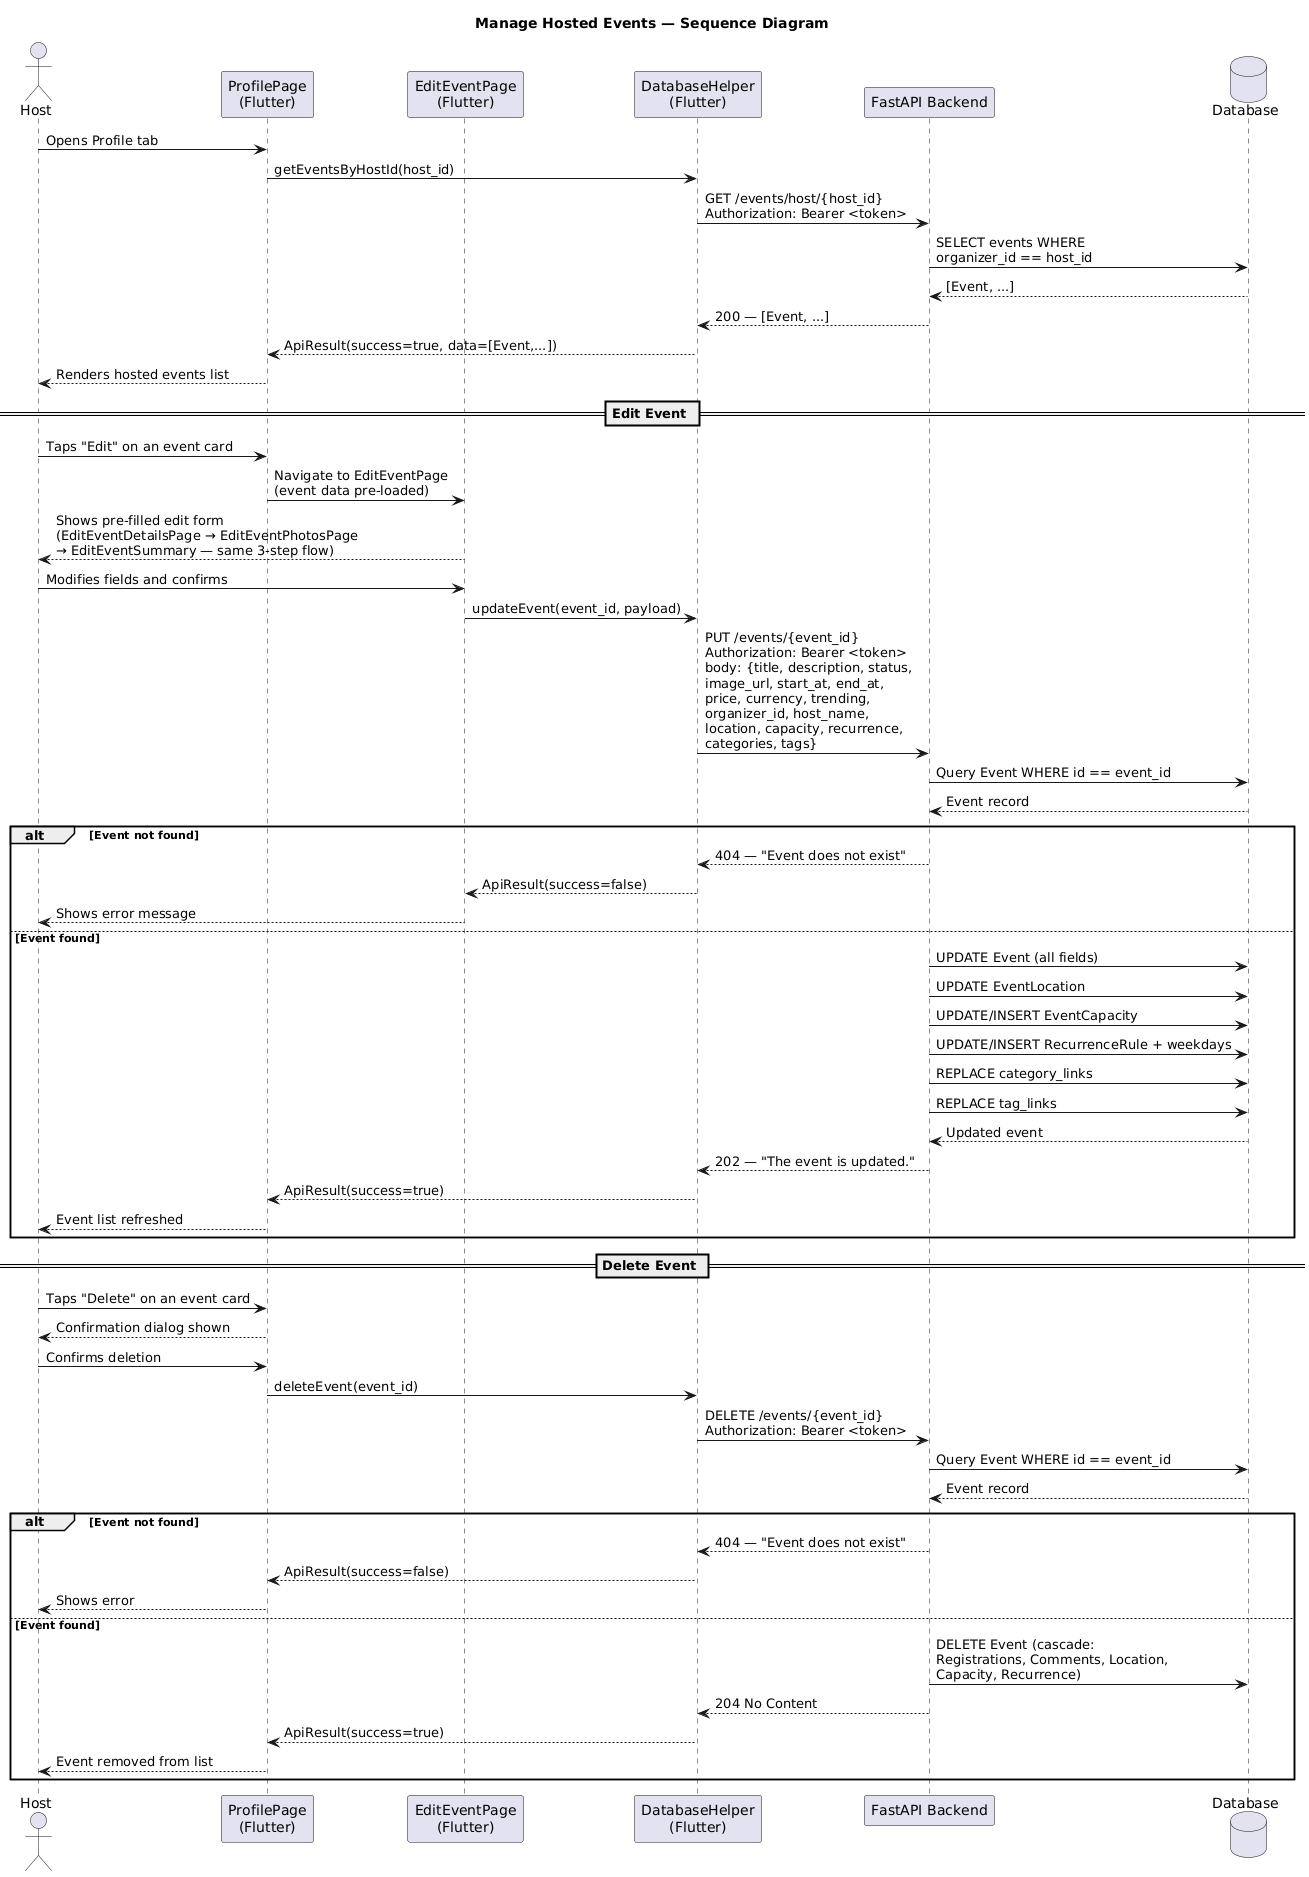 Manage Hosted Events — Sequence Diagram
Host
ProfilePage
(Flutter)
EditEventPage
(Flutter)
DatabaseHelper
(Flutter)
FastAPI Backend
Database
Opens Profile tab
getEventsByHostId(host_id)
GET /events/host/{host_id}
Authorization: Bearer <token>
SELECT events WHERE
organizer_id == host_id
[Event, ...]
200 — [Event, ...]
ApiResult(success=true, data=[Event,...])
Renders hosted events list
Edit Event
Taps "Edit" on an event card
Navigate to EditEventPage
(event data pre-loaded)
Shows pre-filled edit form
(EditEventDetailsPage → EditEventPhotosPage
→ EditEventSummary — same 3-step flow)
Modifies fields and confirms
updateEvent(event_id, payload)
PUT /events/{event_id}
Authorization: Bearer <token>
body: {title, description, status,
image_url, start_at, end_at,
price, currency, trending,
organizer_id, host_name,
location, capacity, recurrence,
categories, tags}
Query Event WHERE id == event_id
Event record
alt
[Event not found]
404 — "Event does not exist"
ApiResult(success=false)
Shows error message
[Event found]
UPDATE Event (all fields)
UPDATE EventLocation
UPDATE/INSERT EventCapacity
UPDATE/INSERT RecurrenceRule + weekdays
REPLACE category_links
REPLACE tag_links
Updated event
202 — "The event is updated."
ApiResult(success=true)
Event list refreshed
Delete Event
Taps "Delete" on an event card
Confirmation dialog shown
Confirms deletion
deleteEvent(event_id)
DELETE /events/{event_id}
Authorization: Bearer <token>
Query Event WHERE id == event_id
Event record
alt
[Event not found]
404 — "Event does not exist"
ApiResult(success=false)
Shows error
[Event found]
DELETE Event (cascade:
Registrations, Comments, Location,
Capacity, Recurrence)
204 No Content
ApiResult(success=true)
Event removed from list
Host
ProfilePage
(Flutter)
EditEventPage
(Flutter)
DatabaseHelper
(Flutter)
FastAPI Backend
Database